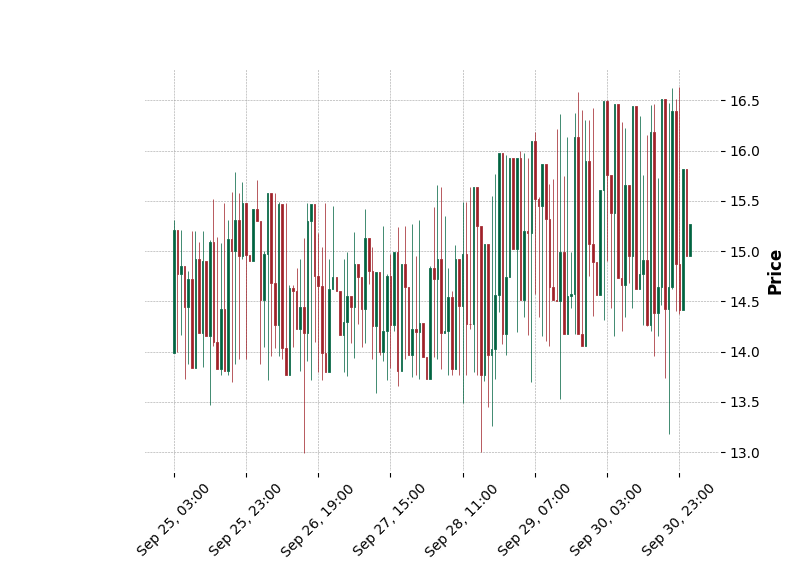 16.5
16.0
15.5
15.0
14.5
14.0
13.5
13.0
Price
Sep 25, 03:00
Sep 25, 23:00
Sep 26, 19:00
Sep 27, 15:00
Sep 28, 11:00
Sep 29, 07:00
Sep 30, 03:00
Sep 30, 23:00